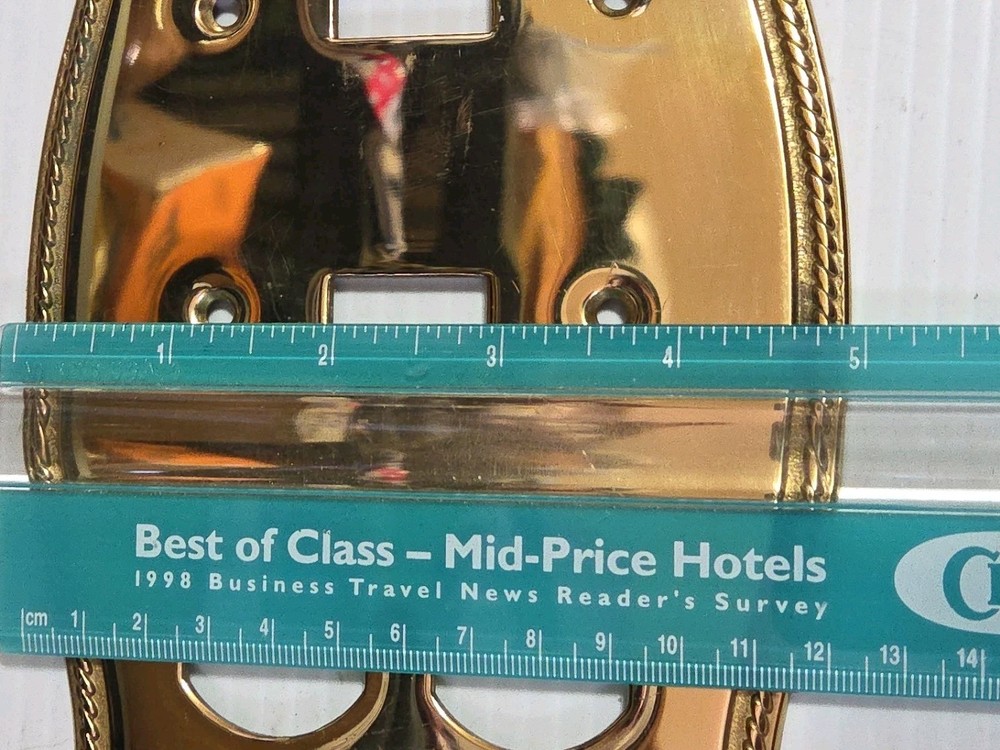 1 2 3 4 5
Best of Class – Mid-Price Hotels
1998 Business Travel News Reader's Survey
cm 1 2 3 4 5 6 7 8 9 10 11 12 13 14